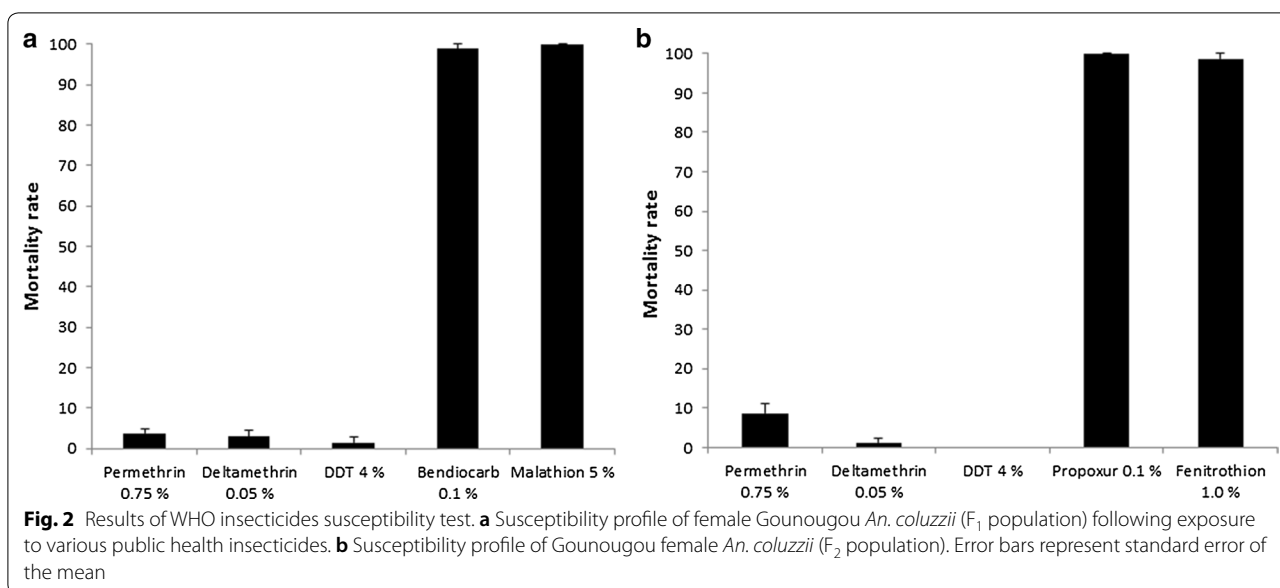 a
100
90
80
70
60
50
40
30
20
10
0
Mortality rate
Permethrin Deltamethrin DDT 4 % Bendiocarb Malathion 5 %
0.75 % 0.05 % 0.1 %
b
100
90
80
70
60
50
40
30
20
10
0
Mortality rate
Permethrin Deltamethrin DDT 4 % Propoxur 0.1 % Fenitrothion
0.75 % 0.05 % 1.0 %
Fig. 2 Results of WHO insecticides susceptibility test. a Susceptibility profile of female Gounougou An. coluzzii (F₁ population) following exposure
to various public health insecticides. b Susceptibility profile of Gounougou female An. coluzzii (F₂ population). Error bars represent standard error of
the mean